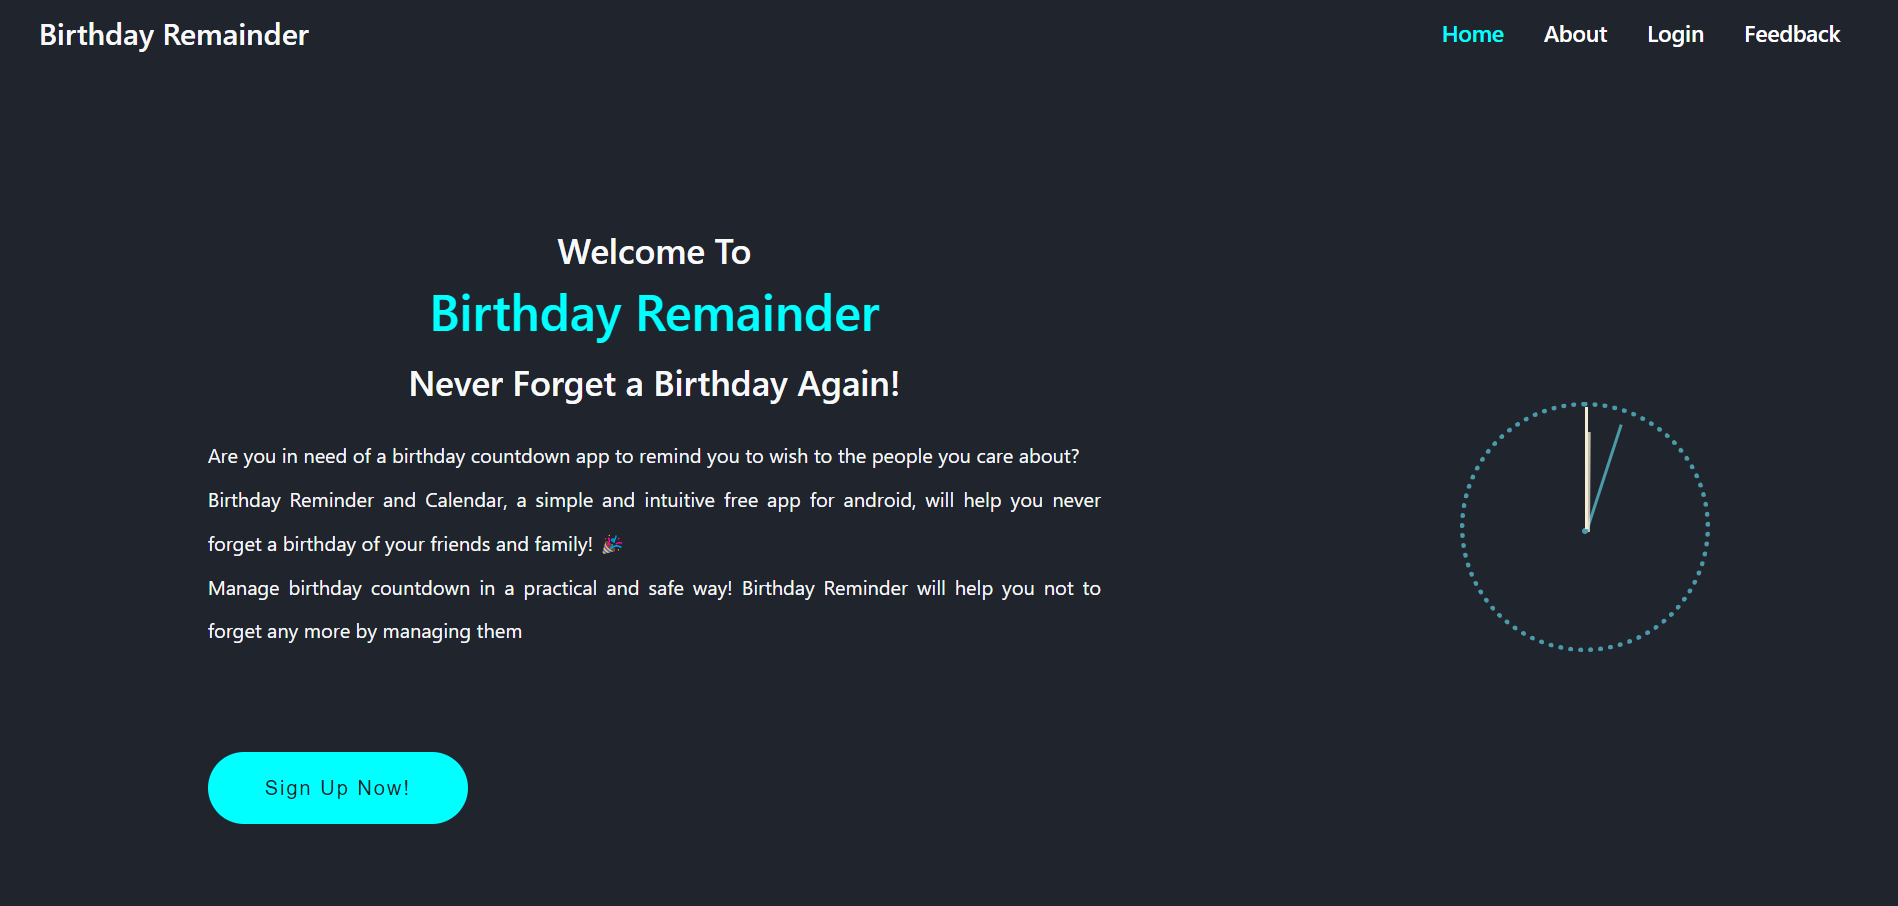 Birthday Remainder
Home About Login Feedback
Welcome To
Birthday Remainder
Never Forget a Birthday Again!
Are you in need of a birthday countdown app to remind you to wish to the people you care about?
Birthday Reminder and Calendar, a simple and intuitive free app for android, will help you never
forget a birthday of your friends and family! 🎉
Manage birthday countdown in a practical and safe way! Birthday Reminder will help you not to
forget any more by managing them
Sign Up Now!